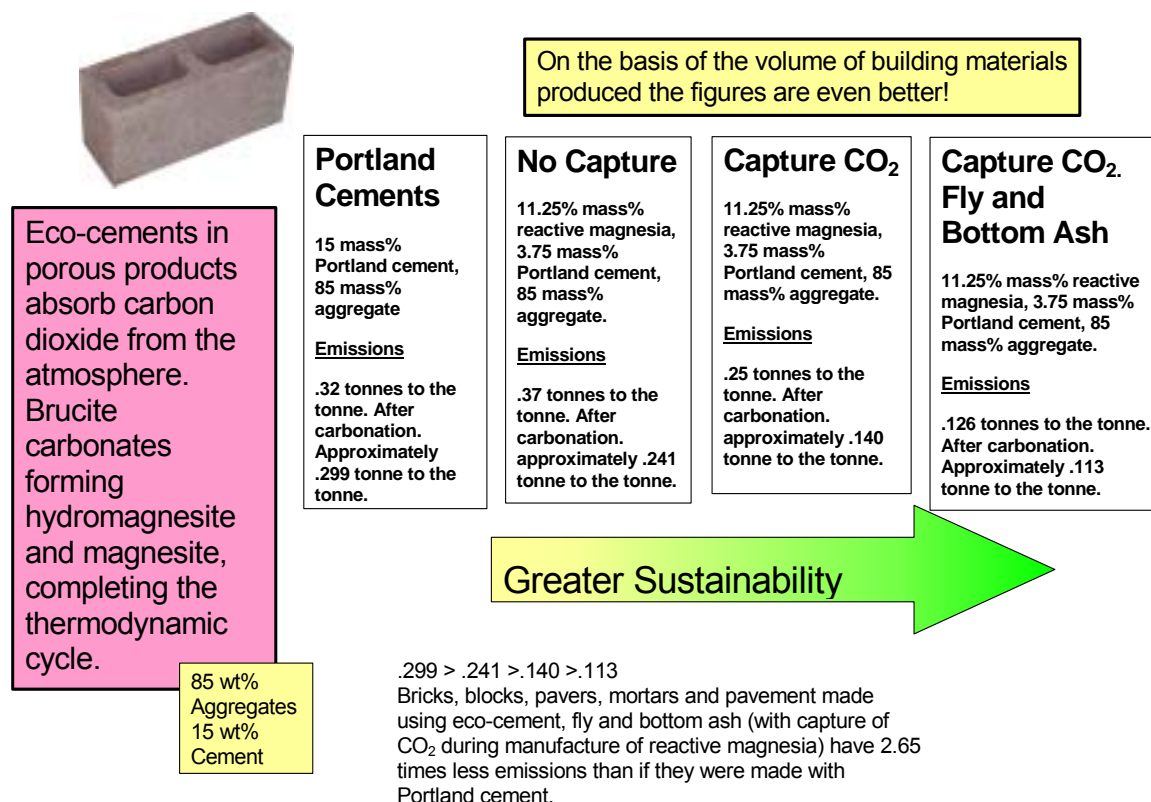 On the basis of the volume of building materials
produced the figures are even better!
Portland
Cements
15 mass%
Portland cement,
85 mass%
aggregate
Emissions
.32 tonnes to the
tonne. After
carbonation.
Approximately
.299 tonne to the
tonne.
No Capture
11.25% mass%
reactive magnesia,
3.75 mass%
Portland cement,
85 mass%
aggregate.
Emissions
.37 tonnes to the
tonne. After
carbonation.
approximately .241
tonne to the tonne.
Capture CO₂
11.25% mass%
reactive magnesia,
3.75 mass%
Portland cement, 85
mass% aggregate.
Emissions
.25 tonnes to the
tonne. After
carbonation.
approximately .140
tonne to the tonne.
Capture CO₂.
Fly and
Bottom Ash
11.25% mass% reactive
magnesia, 3.75 mass%
Portland cement, 85
mass% aggregate.
Emissions
.126 tonnes to the tonne.
After carbonation.
Approximately .113
tonne to the tonne.
Eco-cements in
porous products
absorb carbon
dioxide from the
atmosphere.
Brucite
carbonates
forming
hydromagnesite
and magnesite,
completing the
thermodynamic
cycle.
Greater Sustainability
85 wt%
Aggregates
15 wt%
Cement
.299 > .241 >.140 >.113
Bricks, blocks, pavers, mortars and pavement made
using eco-cement, fly and bottom ash (with capture of
CO₂ during manufacture of reactive magnesia) have 2.65
times less emissions than if they were made with
Portland cement.